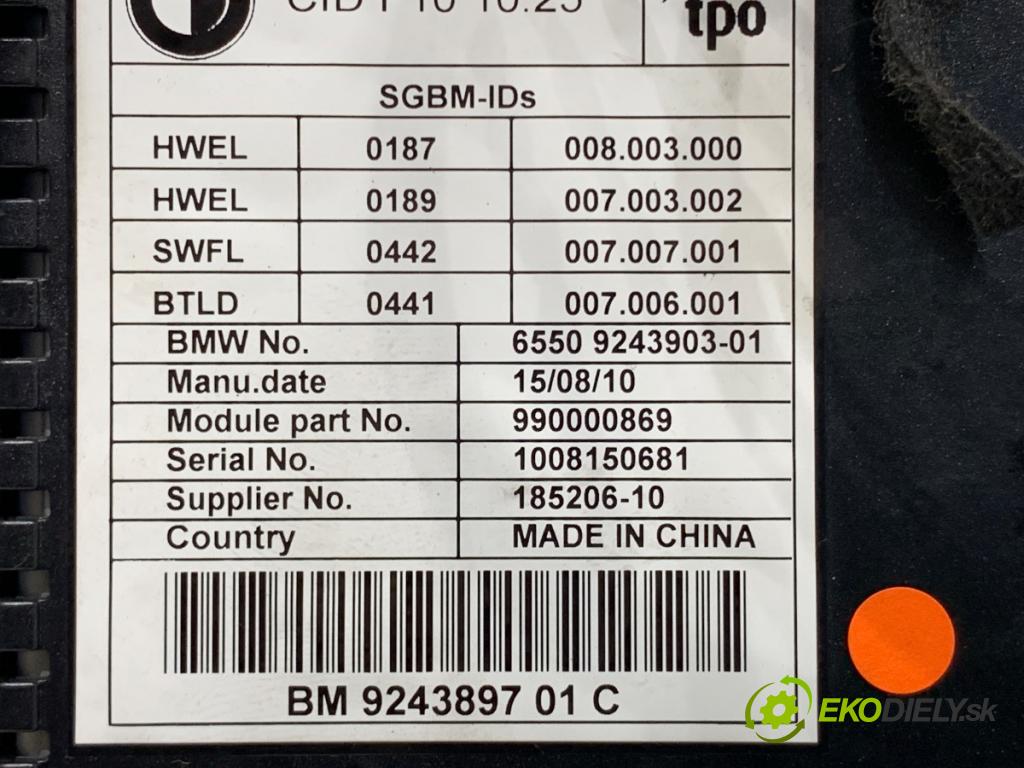 CID F10 10.25
tpo
SGBM-IDs
HWEL 0187 008.003.000
HWEL 0189 007.003.002
SWFL 0442 007.007.001
BTLD 0441 007.006.001
BMW No. 6550 9243903-01
Manu.date 15/08/10
Module part No. 990000869
Serial No. 1008150681
Supplier No. 185206-10
Country MADE IN CHINA
BM 9243897 01 C
EKODIELY.sk